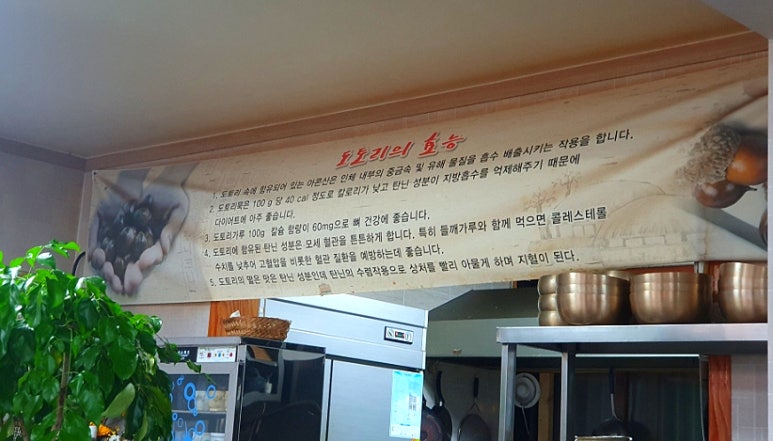 도토리의 효능
1. 도토리 속에 함유되어 있는 아콘산은 인체 내부의 중금속 및 유해 물질을 흡수 배출시키는 작용을 합니다.
2. 도토리묵은 100 g 당 40 cal 정도로 칼로리가 낮고 탄닌 성분이 지방흡수를 억제해주기 때문에
다이어트에 아주 좋습니다.
3. 도토리가루 100g 칼슘 함량이 60mg으로 뼈 건강에 좋습니다.
4. 도토리에 함유된 탄닌 성분은 모세 혈관을 튼튼하게 합니다. 특히 들깨가루와 함께 먹으면 콜레스테롤
수치를 낮추어 고혈압을 비롯한 혈관 질환을 예방하는데 좋습니다.
5. 도토리의 떫은 맛은 탄닌 성분인데 탄닌의 수렴작용으로 상처를 빨리 아물게 하며 지혈이 된다.